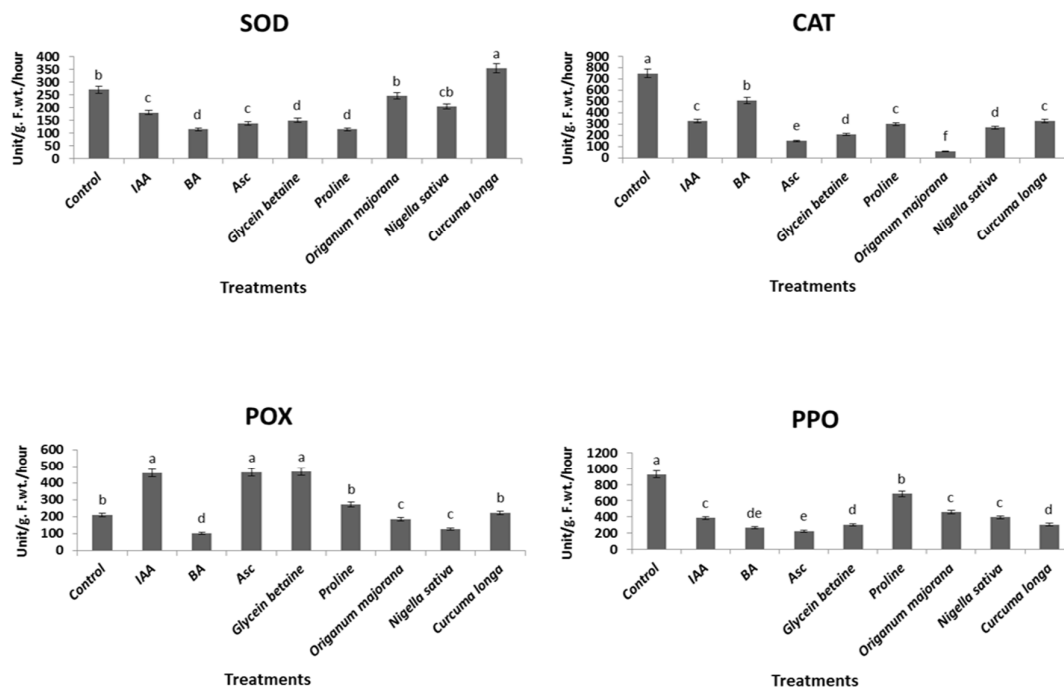 SOD
Unit/g. F.wt./hour
400
350
300
250
200
150
100
50
0
b
c
d
c
d
d
b
cb
a
Control
IAA
BA
Asc
Glycein betaine
Proline
Origanum majorana
Nigella sativa
Curcuma longa
Treatments
CAT
Unit/g. F.wt./hour
900
800
700
600
500
400
300
200
100
0
a
c
b
e
d
c
f
d
c
Control
IAA
BA
Asc
Glycein betaine
Proline
Origanum majorana
Nigella sativa
Curcuma longa
Treatments
POX
Unit/g. F.wt./hour
600
500
400
300
200
100
0
b
a
d
a
a
b
c
c
b
Control
IAA
BA
Asc
Glycein betaine
Proline
Origanum majorana
Nigella sativa
Curcuma longa
Treatments
PPO
Unit/g. F.wt./hour
1200
1000
800
600
400
200
0
a
c
de
e
d
b
c
c
d
Control
IAA
BA
Asc
Glycein betaine
Proline
Origanum majorana
Nigella sativa
Curcuma longa
Treatments